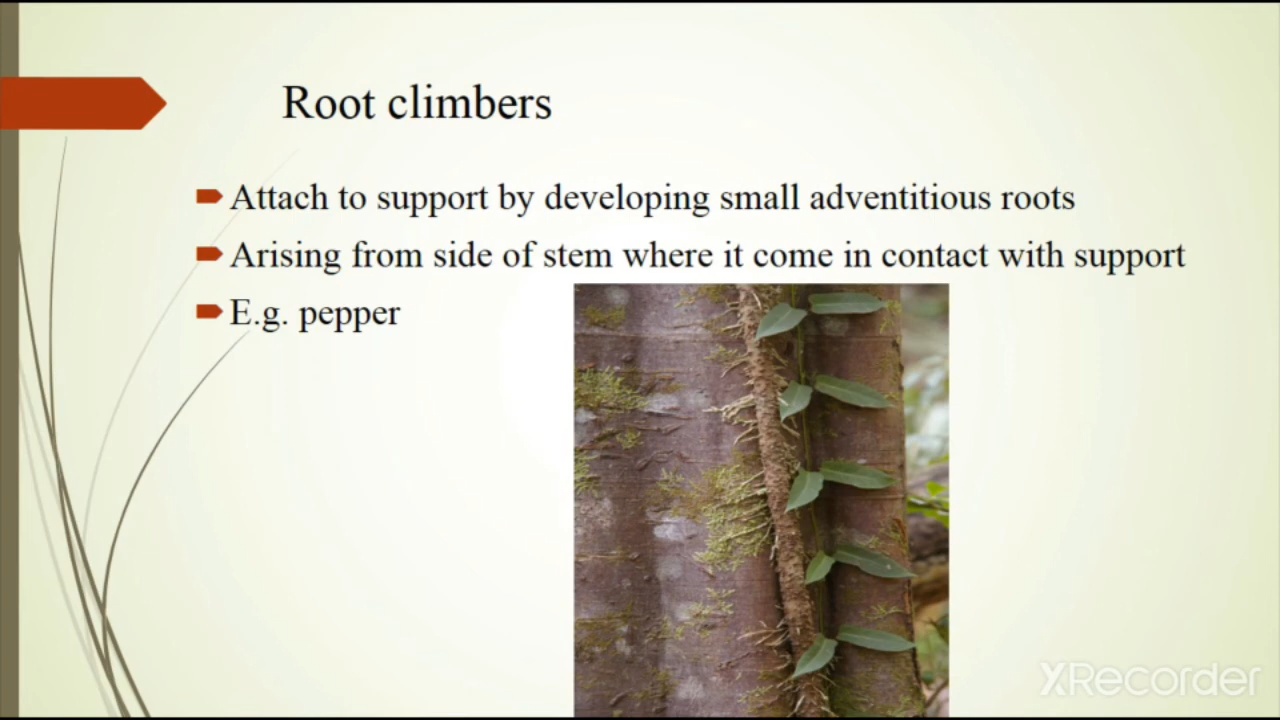 Root climbers
Attach to support by developing small adventitious roots
Arising from side of stem where it come in contact with support
E.g. pepper
XRecorder